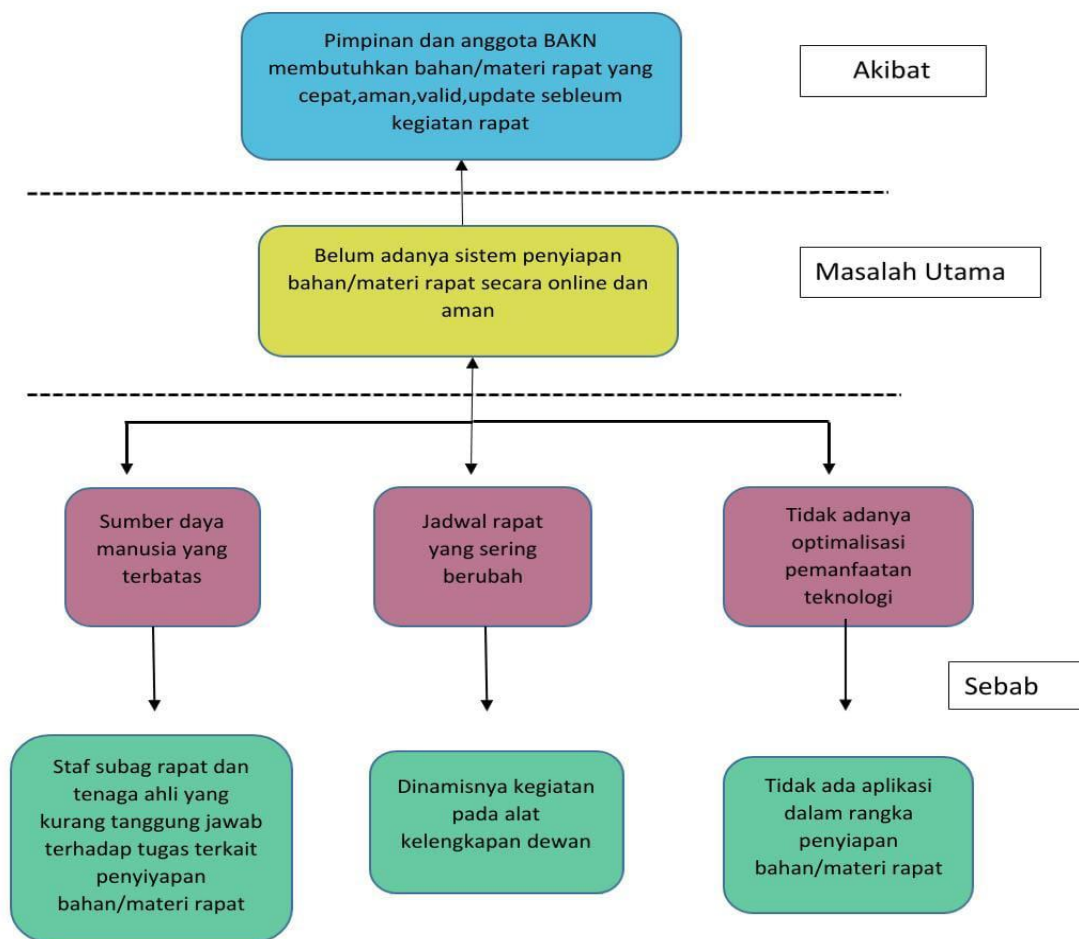 Pimpinan dan anggota BAKN
membutuhkan bahan/materi rapat yang
cepat,aman,valid,update sebleum
kegiatan rapat
Akibat
Belum adanya sistem penyiapan
bahan/materi rapat secara online dan
aman
Masalah Utama
Sumber daya
manusia yang
terbatas
Jadwal rapat
yang sering
berubah
Tidak adanya
optimalisasi
pemanfaatan
teknologi
Sebab
Staf subag rapat dan
tenaga ahli yang
kurang tanggung jawab
terhadap tugas terkait
penyiyapan
bahan/materi rapat
Dinamisnya kegiatan
pada alat
kelengkapan dewan
Tidak ada aplikasi
dalam rangka
penyiapan
bahan/materi rapat